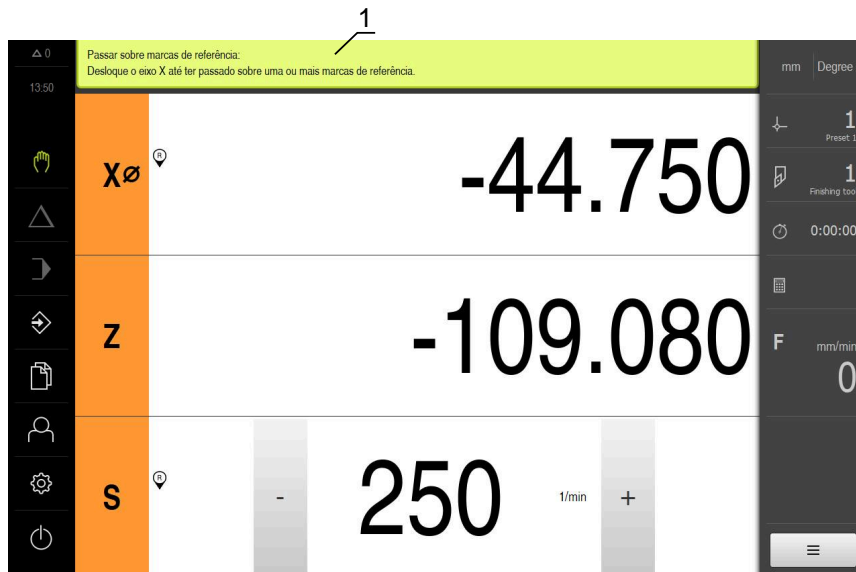 1
△ 0
13:50
Passar sobre marcas de referência:
Desloque o eixo X até ter passado sobre uma ou mais marcas de referência.
X⌀
R
-44.750
Z
-109.080
S
R
-
250
1/min
+
mm
Degree
1
Preset 1
1
Finishing too
0:00:00
F
mm/min
0